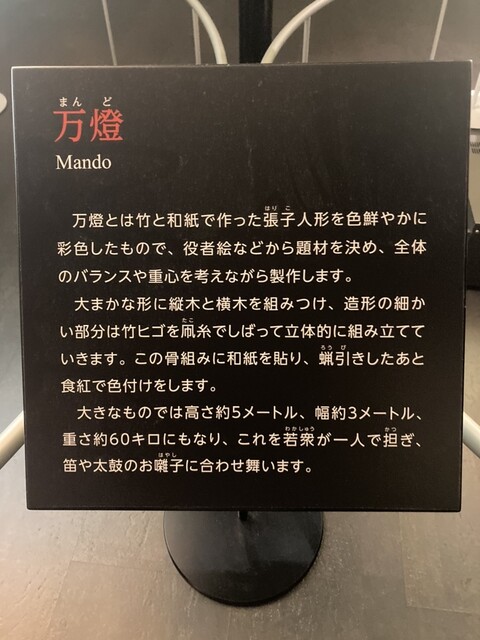 まんど
万燈
Mando
万燈とは竹と和紙で作った張子人形を色鮮やかに
彩色したもので、役者絵などから題材を決め、全体
のバランスや重心を考えながら製作します。
大まかな形に縦木と横木を組みつけ、造形の細か
い部分は竹ヒゴを凧糸でしばって立体的に組み立てて
いきます。この骨組みに和紙を貼り、蝋引きしたあと
食紅で色付けをします。
大きなものでは高さ約5メートル、幅約3メートル、
重さ約60キロにもなり、これを若衆が一人で担ぎ、
笛や太鼓のお囃子に合わせ舞います。